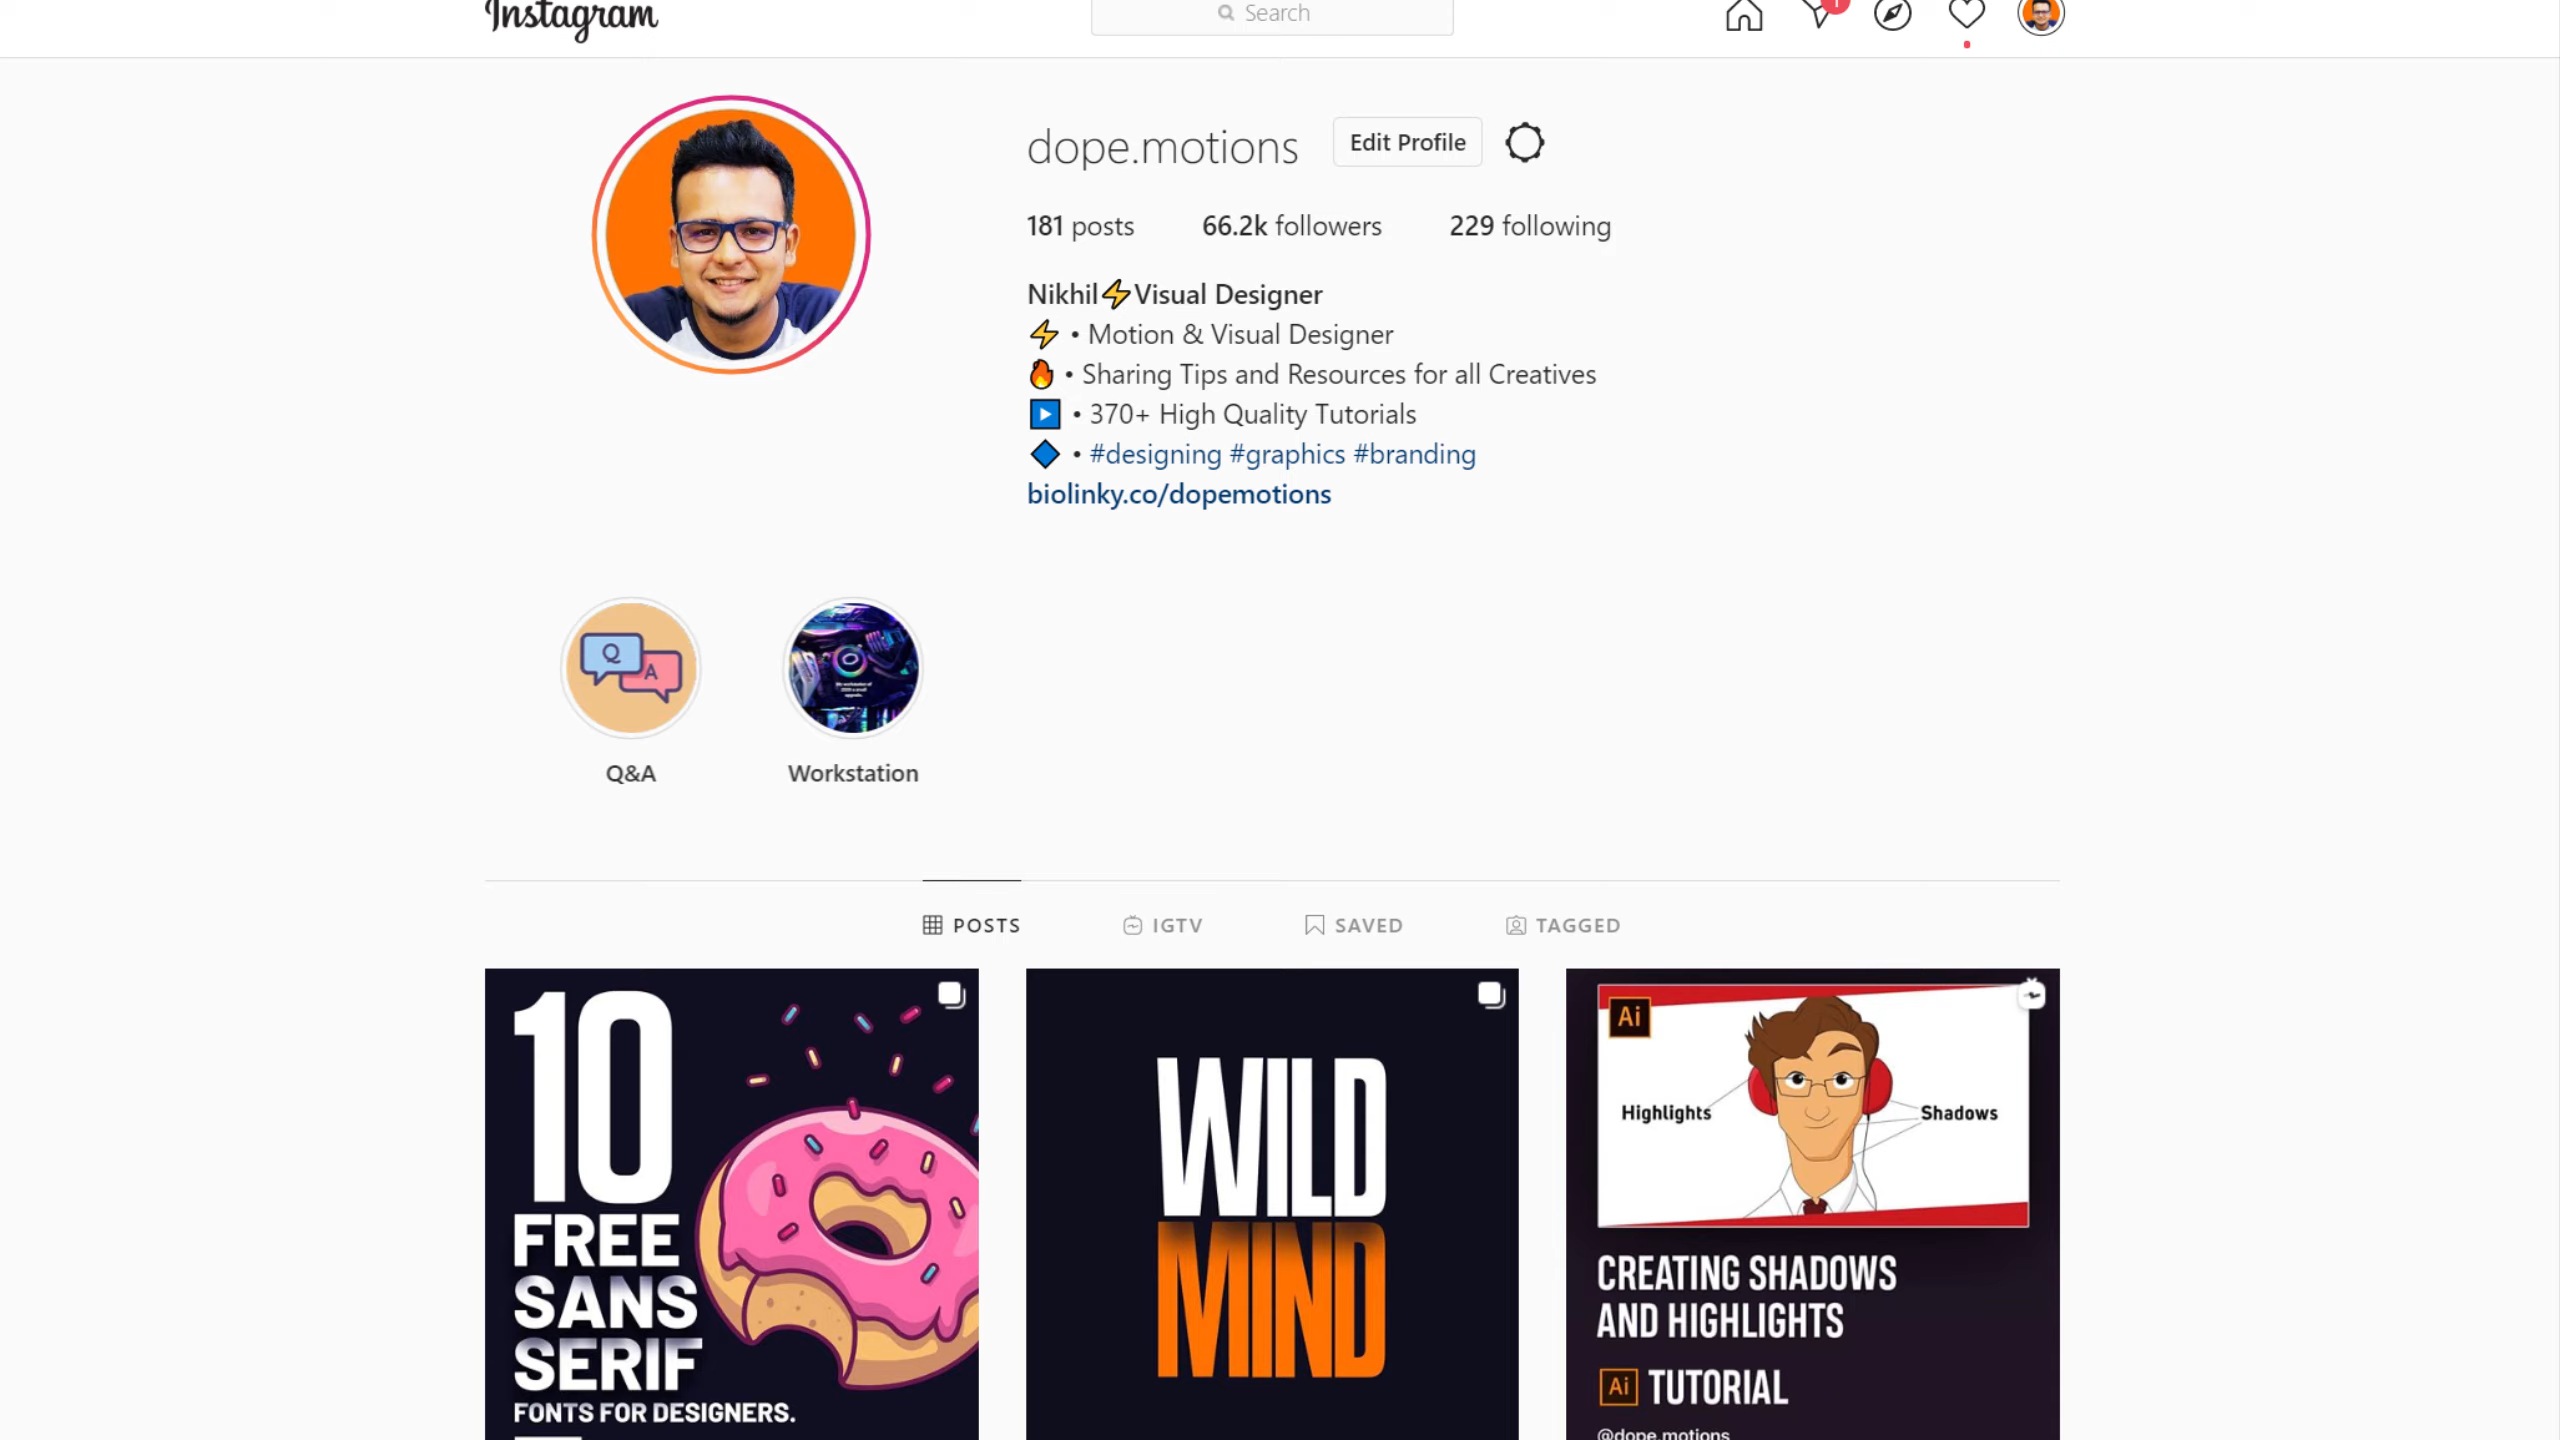 Instagram
Search
1
dope.motions
Edit Profile
181 posts
66.2k followers
229 following
Nikhil⚡Visual Designer
⚡ • Motion & Visual Designer
🔥 • Sharing Tips and Resources for all Creatives
▶️ • 370+ High Quality Tutorials
🔷 • #designing #graphics #branding
biolinky.co/dopemotions
Q A
Q&A
Workstation
POSTS
IGTV
SAVED
TAGGED
10
FREE
SANS
SERIF
FONTS FOR DESIGNERS.
WILD
MIND
Ai
Highlights
Shadows
CREATING SHADOWS
AND HIGHLIGHTS
Ai TUTORIAL
@dope.motions